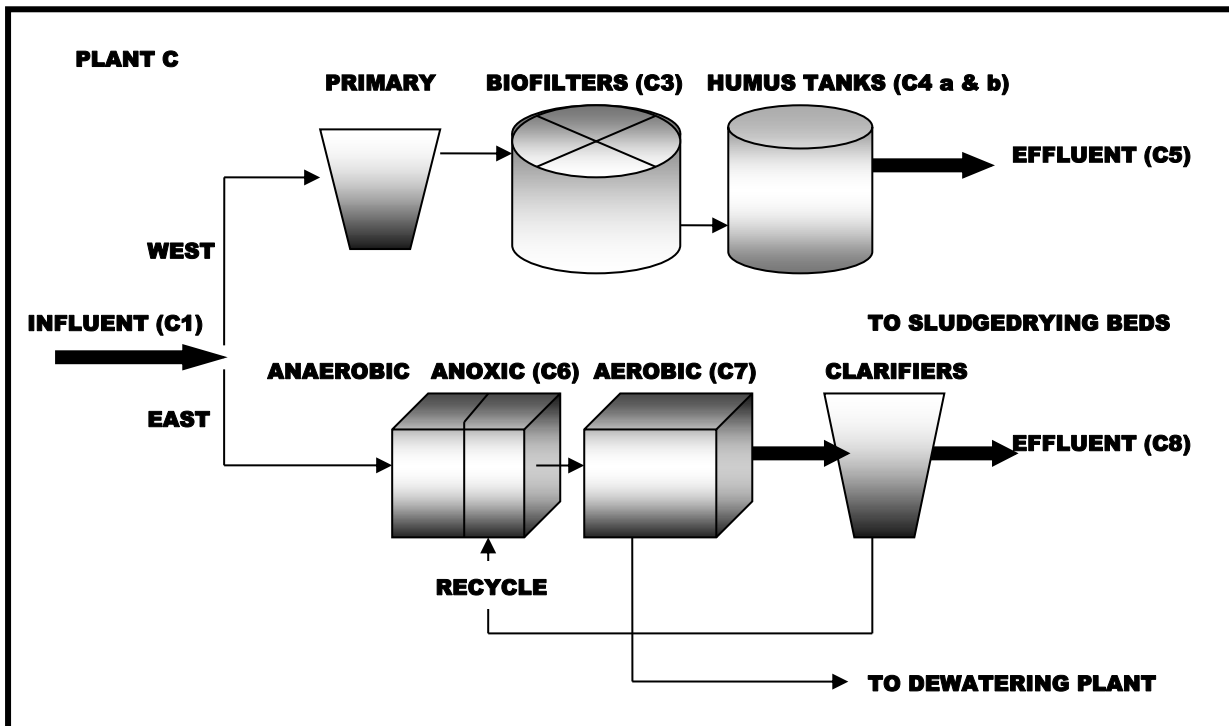 PLANT C
PRIMARY
BIOFILTERS (C3)
HUMUS TANKS (C4 a & b)
EFFLUENT (C5)
WEST
INFLUENT (C1)
TO SLUDGEDRYING BEDS
ANAEROBIC
ANOXIC (C6)
AEROBIC (C7)
CLARIFIERS
EAST
EFFLUENT (C8)
RECYCLE
TO DEWATERING PLANT